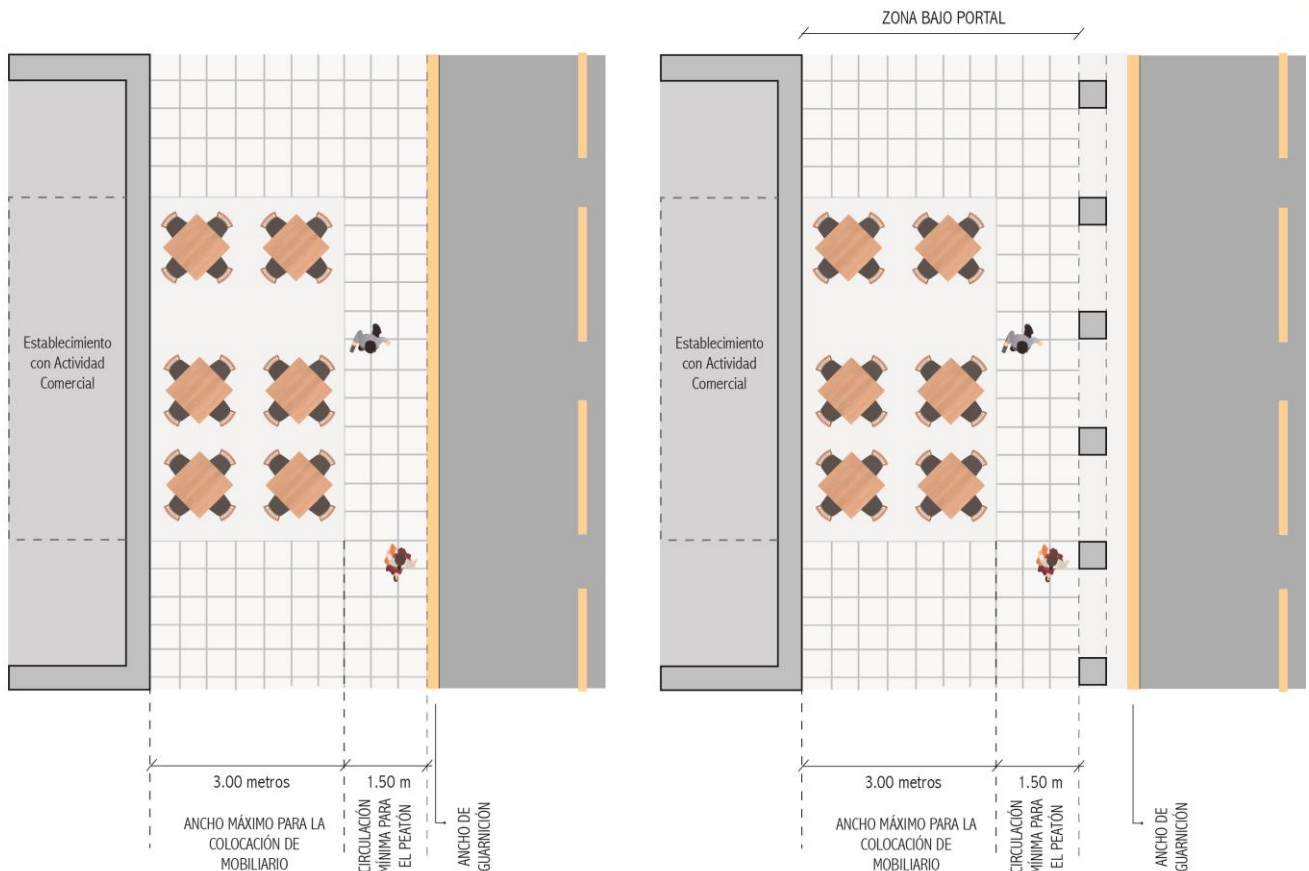 ZONA BAJO PORTAL
Establecimiento
con Actividad
Comercial
Establecimiento
con Actividad
Comercial
3.00 metros
1.50 m
ANCHO MÁXIMO PARA LA
COLOCACIÓN DE
MOBILIARIO
CIRCULACIÓN
MÍNIMA PARA
EL PEATÓN
ANCHO DE
GUARNICIÓN
3.00 metros
1.50 m
ANCHO MÁXIMO PARA LA
COLOCACIÓN DE
MOBILIARIO
CIRCULACIÓN
MÍNIMA PARA
EL PEATÓN
ANCHO DE
GUARNICIÓN